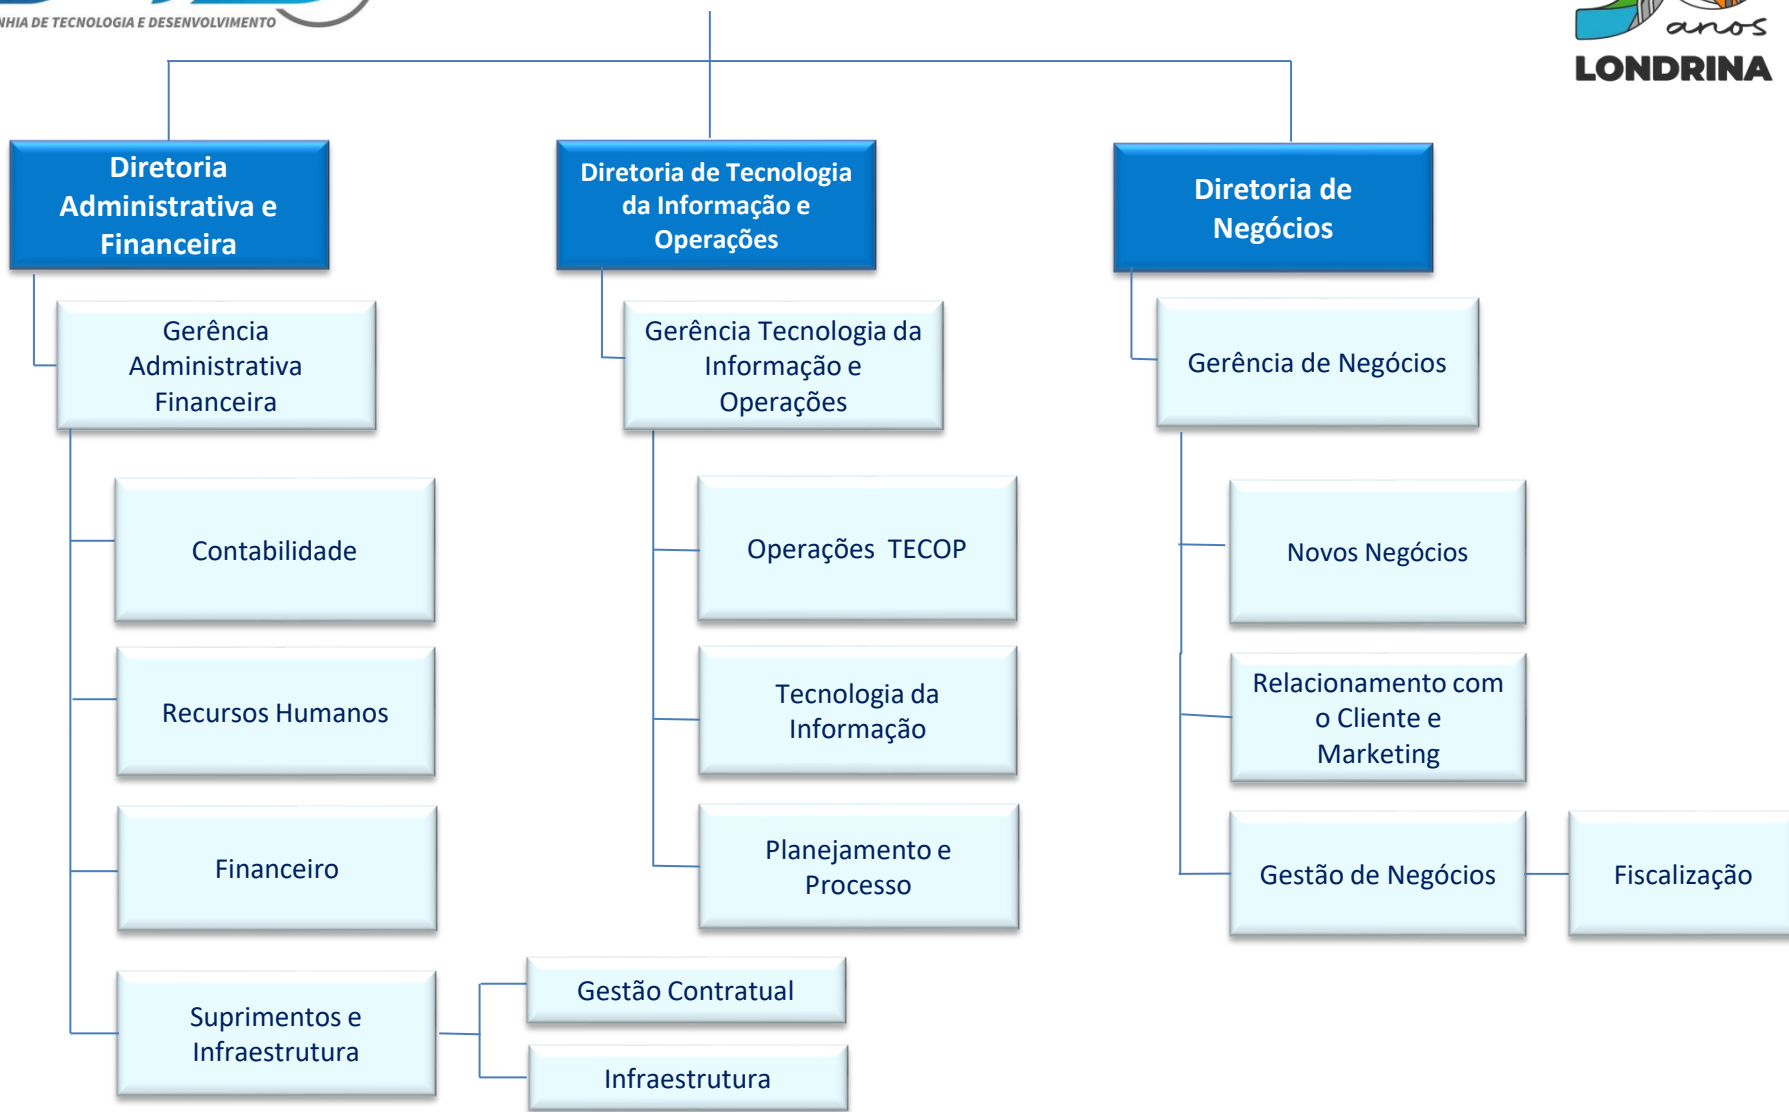 DE TECNOLOGIA E DESENVOLVIMENTO
anos
LONDRINA
Diretoria
Administrativa e
Financeira
Diretoria de Tecnologia
da Informação e
Operações
Diretoria de
Negócios
Gerência
Administrativa
Financeira
Gerência Tecnologia da
Informação e
Operações
Gerência de Negócios
Contabilidade
Operações TECOP
Novos Negócios
Recursos Humanos
Tecnologia da
Informação
Relacionamento com
o Cliente e
Marketing
Financeiro
Planejamento e
Processo
Gestão de Negócios
Fiscalização
Suprimentos e
Infraestrutura
Gestão Contratual
Infraestrutura